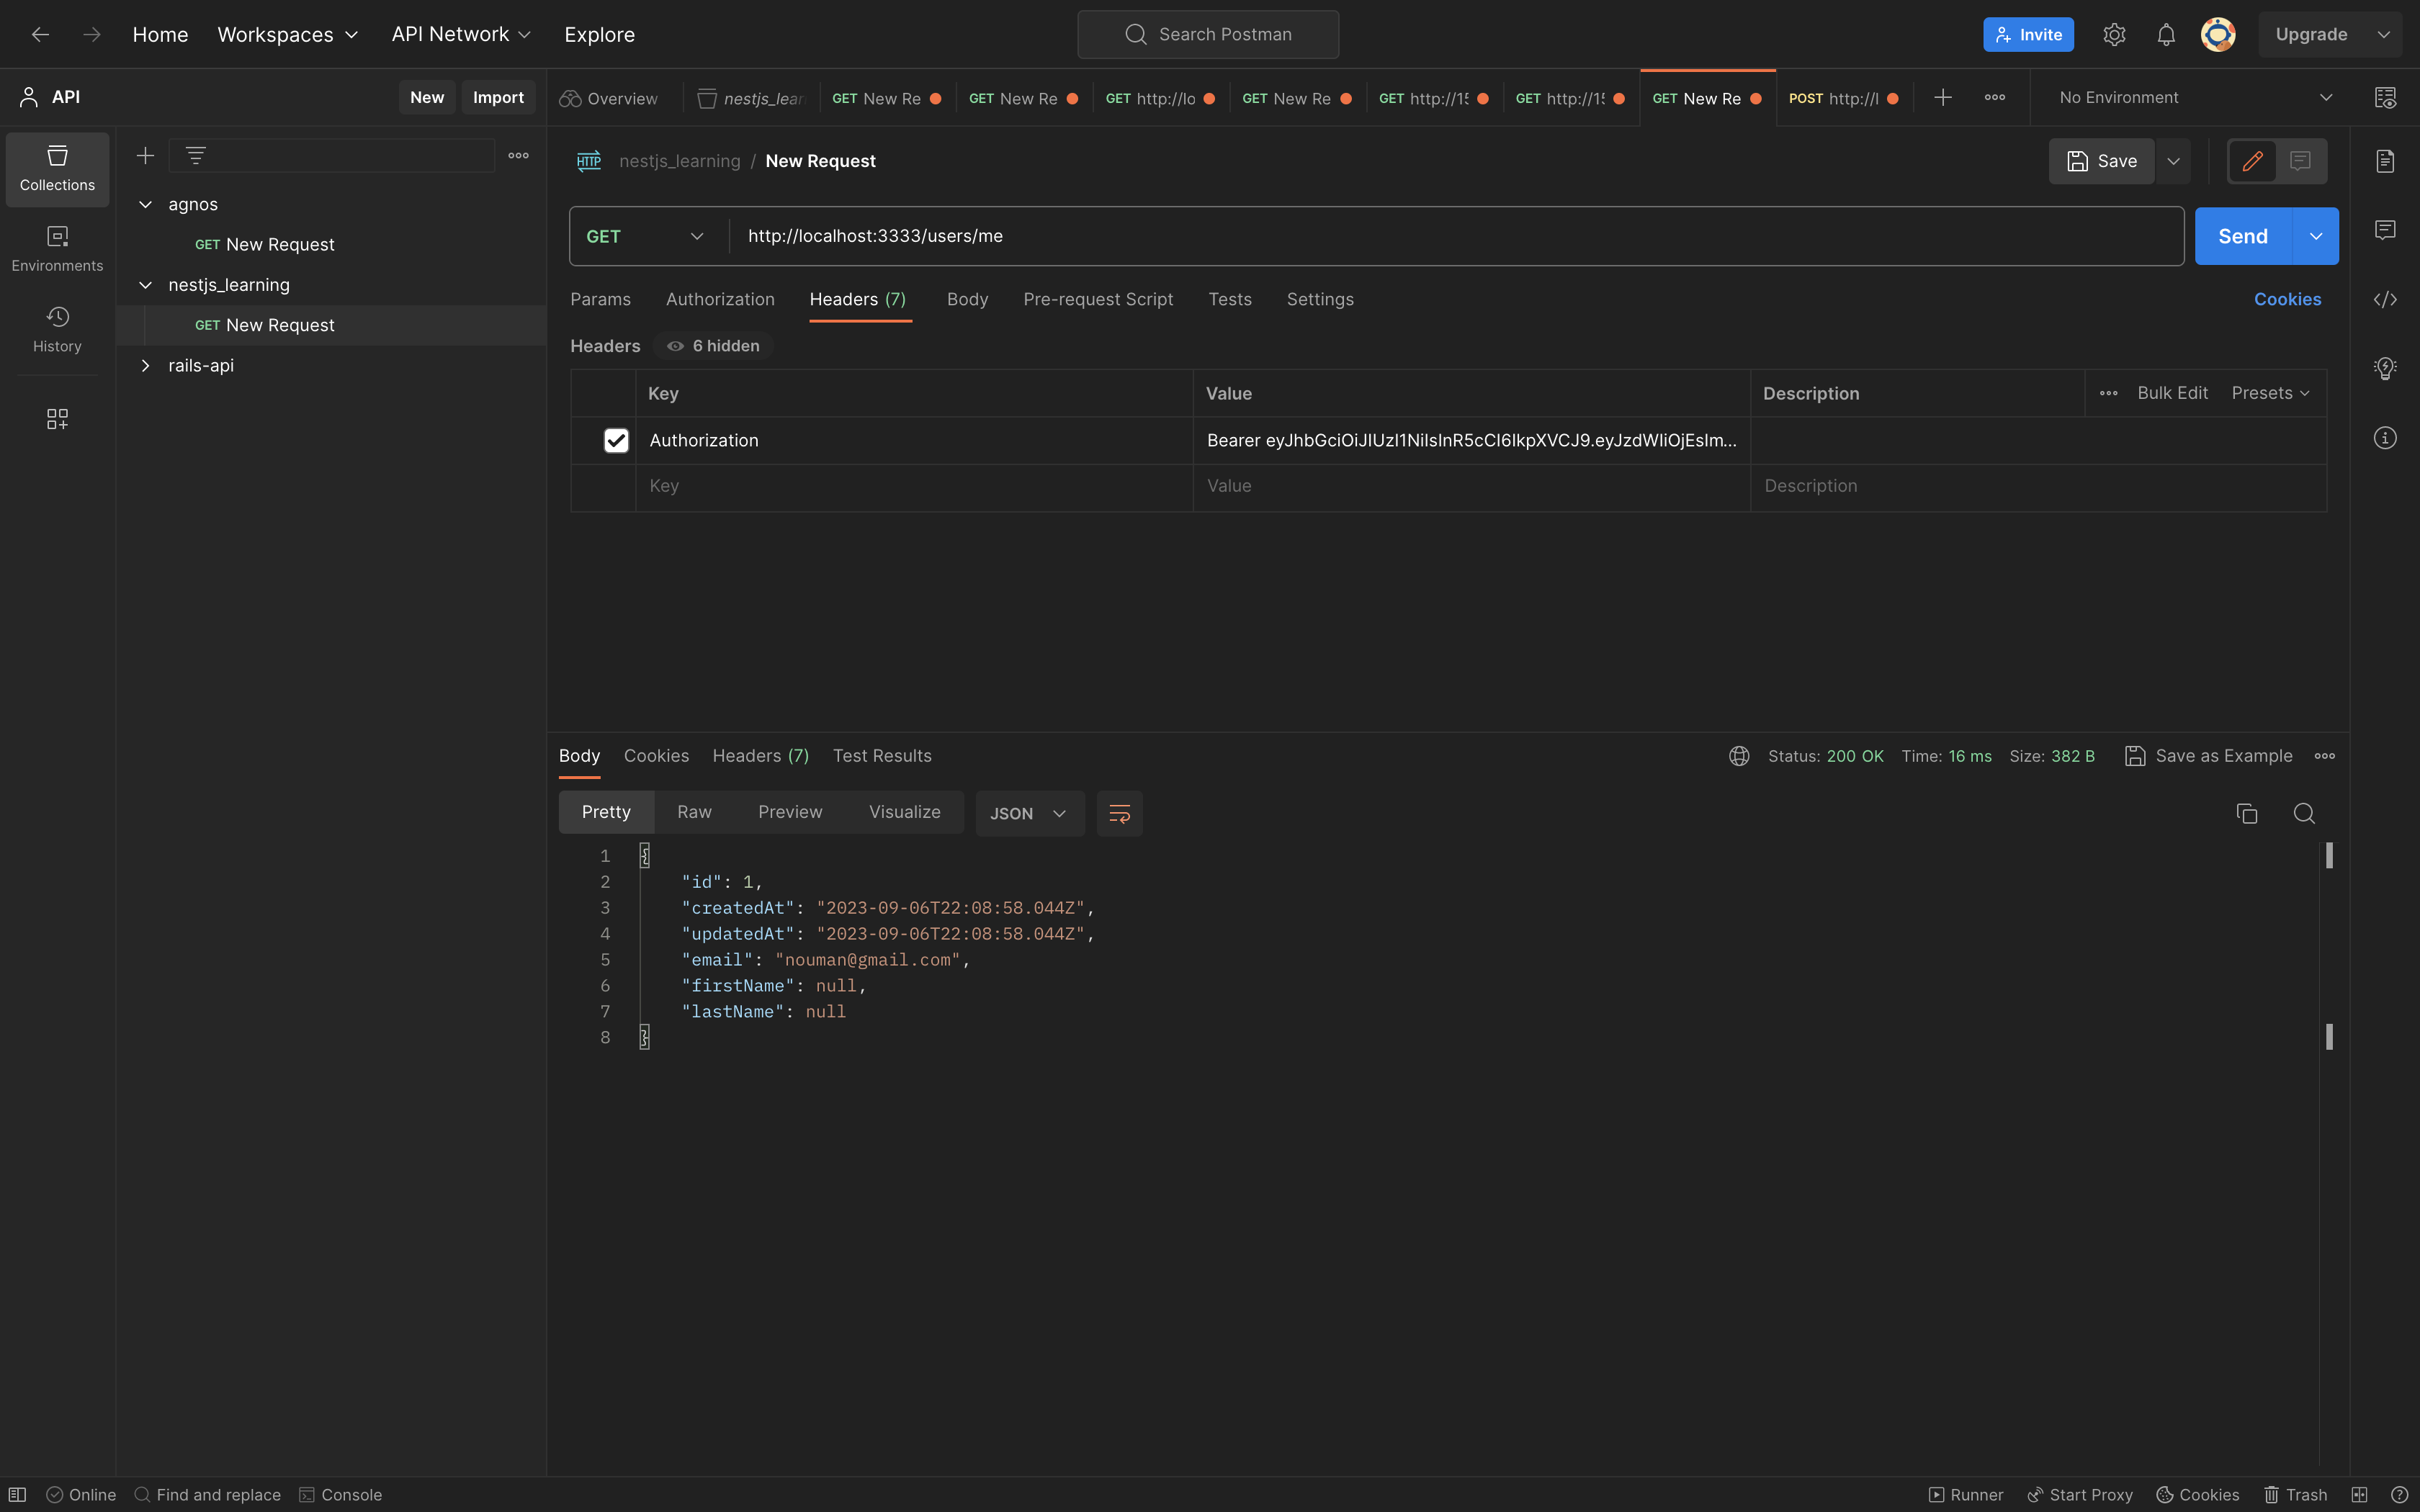 Home Workspaces API Network Explore Search Postman Invite Upgrade
API New Import Overview nestjs_lear GET New Re GET New Re GET http://lo GET New Re GET http://15 GET http://15 GET New Re POST http://l No Environment
Collections
Environments
History
agnos
GET New Request
nestjs_learning
GET New Request
rails-api
HTTP nestjs_learning / New Request Save
GET http://localhost:3333/users/me Send
Params Authorization Headers (7) Body Pre-request Script Tests Settings Cookies
Headers 6 hidden
Key Value Description Bulk Edit Presets
Authorization Bearer eyJhbGciOiJIUzI1NiIsInR5cCI6IkpXVCJ9.eyJzdWIiOjEsIm...
Key Value Description
Body Cookies Headers (7) Test Results Status: 200 OK Time: 16 ms Size: 382 B Save as Example
Pretty Raw Preview Visualize JSON
1 {
2 "id": 1,
3 "createdAt": "2023-09-06T22:08:58.044Z",
4 "updatedAt": "2023-09-06T22:08:58.044Z",
5 "email": "nouman@gmail.com",
6 "firstName": null,
7 "lastName": null
8 }
Online Find and replace Console Runner Start Proxy Cookies Trash